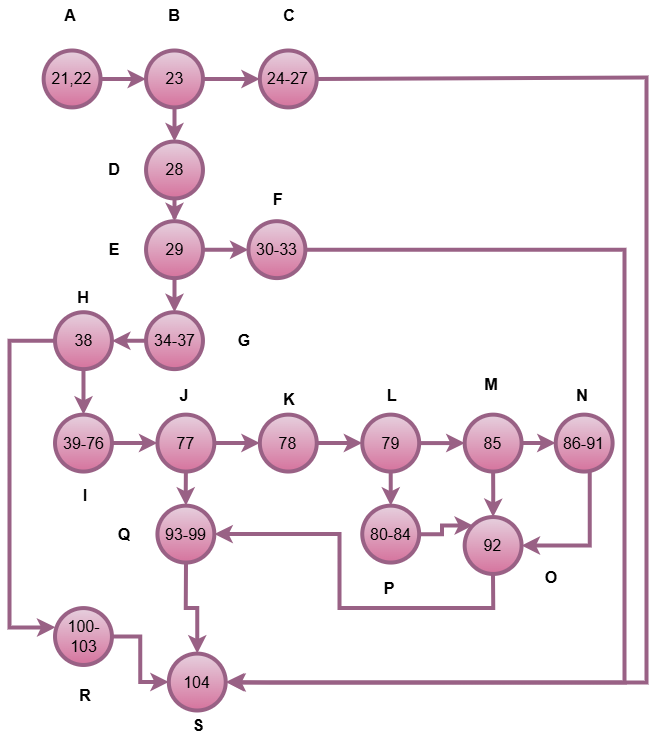 A
B
C
21,22
23
24-27
D
28
F
E
29
30-33
H
38
34-37
G
J
K
L
M
N
39-76
77
78
79
85
86-91
I
Q
93-99
80-84
92
P
O
100-
103
R
104
S